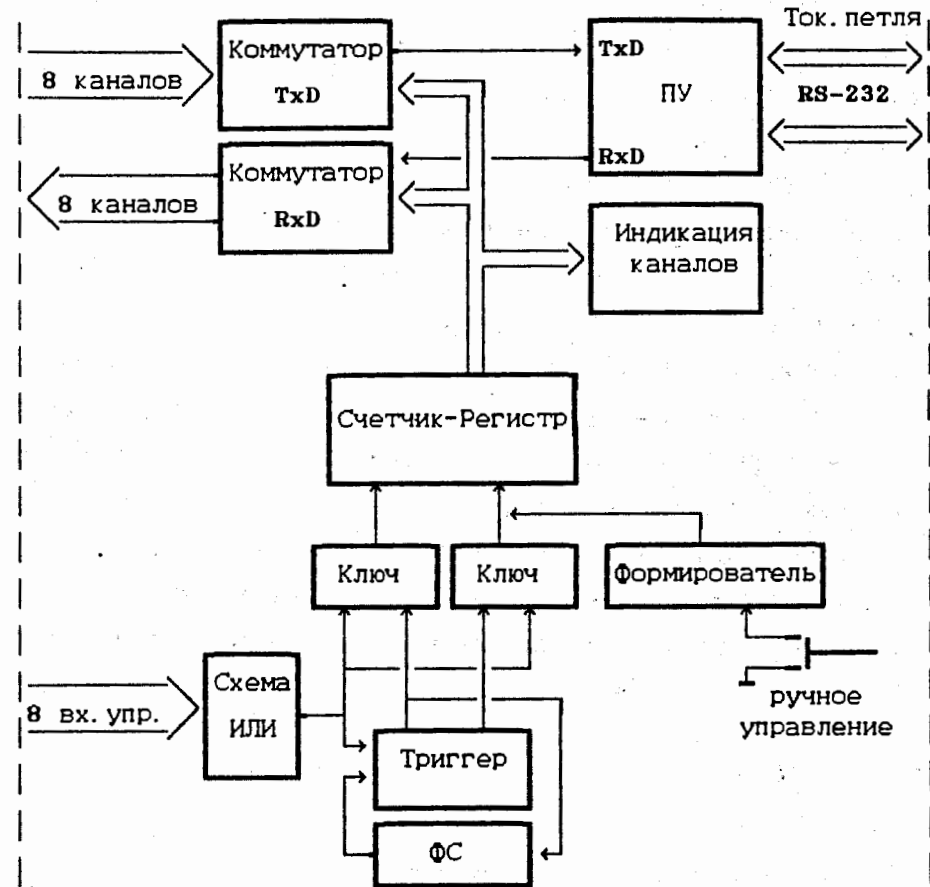 Ток. петля
8 каналов
Коммутатор
TxD
TxD
ПУ
RxD
RS-232
8 каналов
Коммутатор
RxD
Индикация
каналов
Счетчик-Регистр
Ключ
Ключ
Формирователь
8 вх. упр.
Схема
ИЛИ
ручное
управление
Триггер
ФС